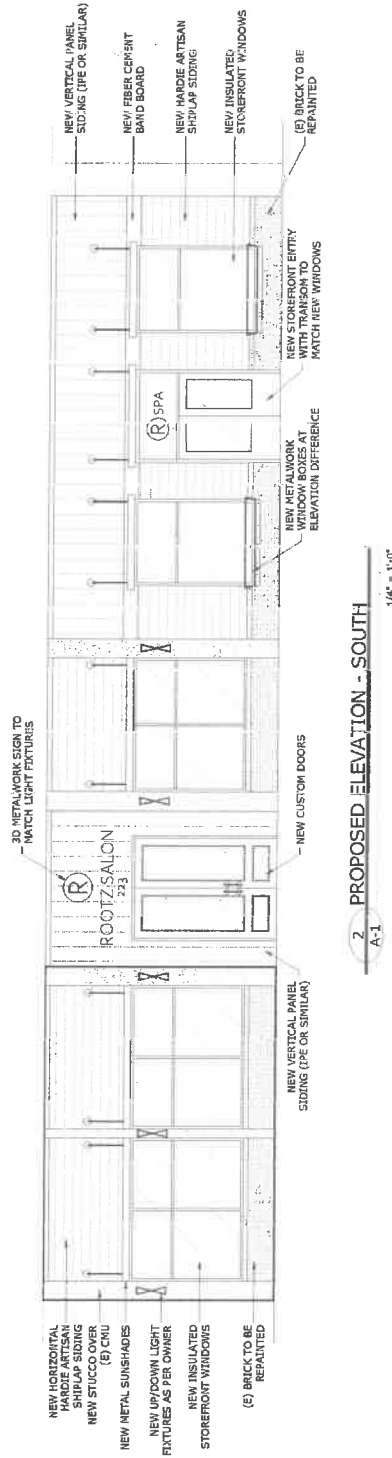 NEW HORIZONTAL
HARDIE ARTISAN
SHIPLAP SIDING
NEW STUCCO OVER
(E) CMU
NEW METAL SUNSHADES
NEW UP/DOWN LIGHT
FIXTURES AS PER OWNER
NEW INSULATED
STOREFRONT WINDOWS
(E) BRICK TO BE
REPAINTED
3D METALWORK SIGN TO
MATCH LIGHT FIXTURES
R
ROOTZ SALON
223
NEW VERTICAL PANEL
SIDING (IPE OR SIMILAR)
NEW CUSTOM DOORS
NEW METALWORK
WINDOW BOXES AT
ELEVATION DIFFERENCE
R SPA
NEW STOREFRONT ENTRY
WITH TRANSOM TO
MATCH NEW WINDOWS
NEW VERTICAL PANEL
SIDING (IPE OR SIMILAR)
NEW FIBER CEMENT
BAND BOARD
NEW HARDIE ARTISAN
SHIPLAP SIDING
NEW INSULATED
STOREFRONT WINDOWS
(E) BRICK TO BE
REPAINTED
2 PROPOSED ELEVATION - SOUTH
A-1
1/4" = 1'-0"